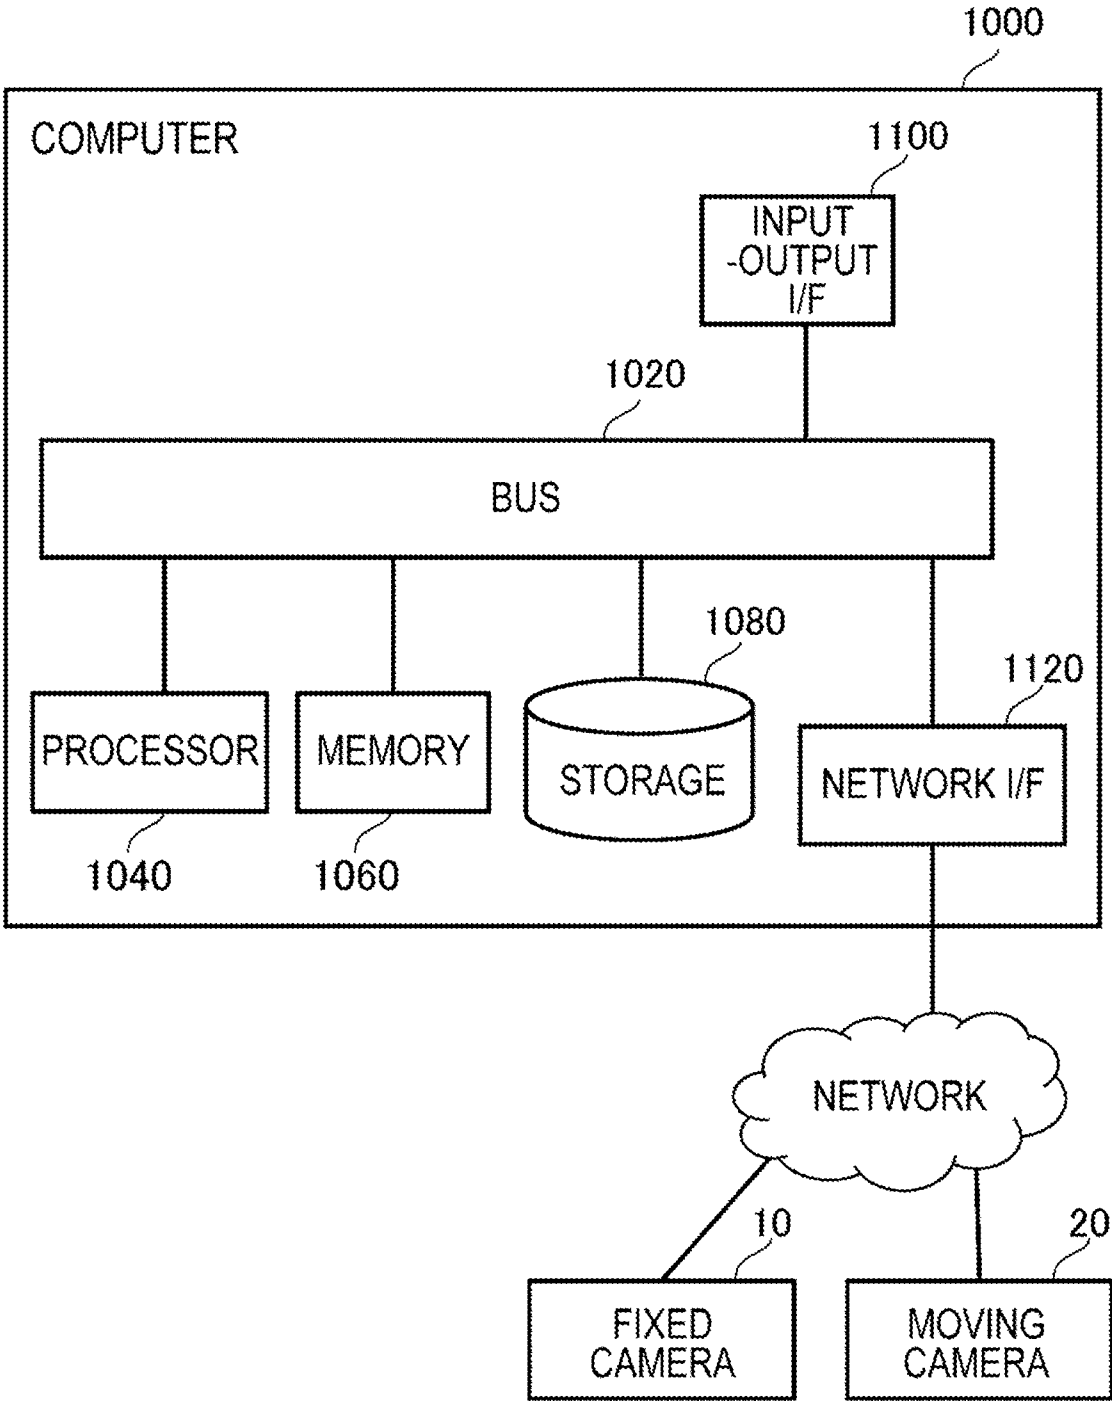 1000
COMPUTER
1100
INPUT
-OUTPUT
I/F
1020
BUS
1080
1120
PROCESSOR
MEMORY
STORAGE
NETWORK I/F
1040
1060
NETWORK
10
20
FIXED
CAMERA
MOVING
CAMERA